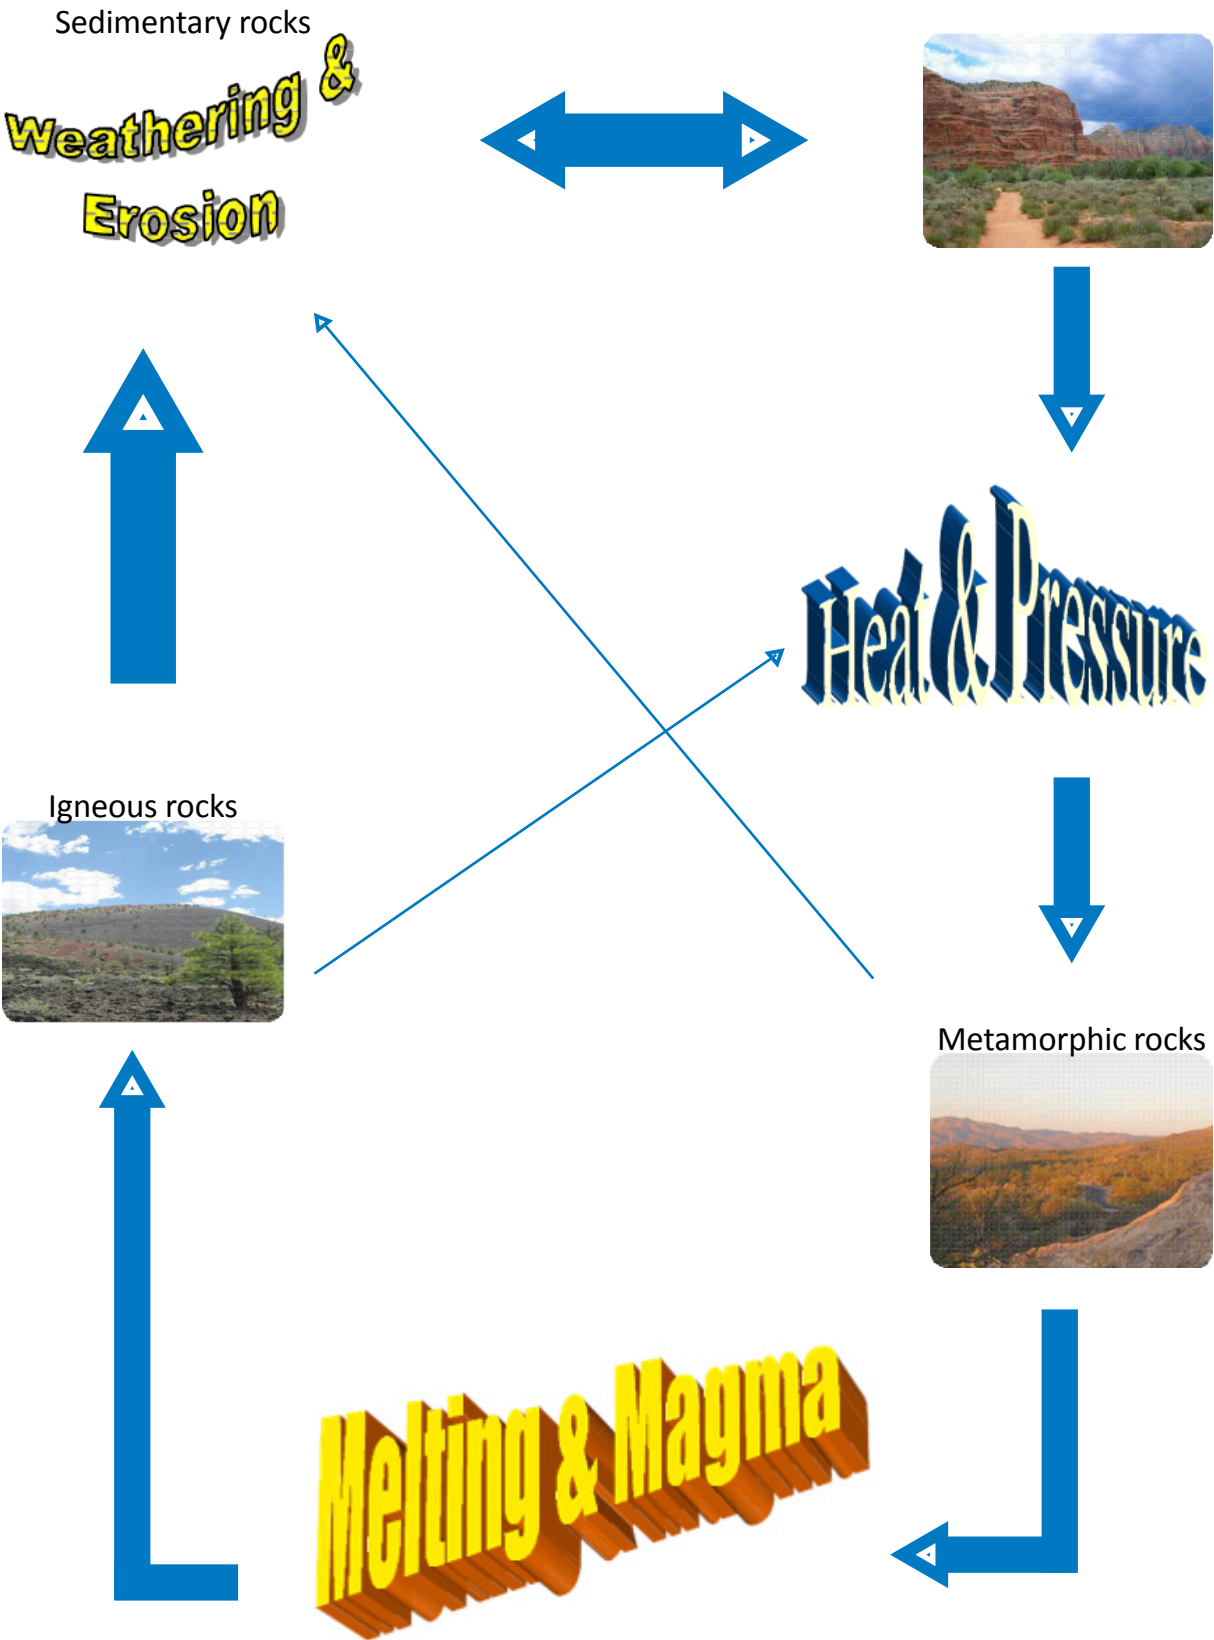 Sedimentary rocks
Weathering &
Erosion
Heat & Pressure
Igneous rocks
Metamorphic rocks
Melting & Magma